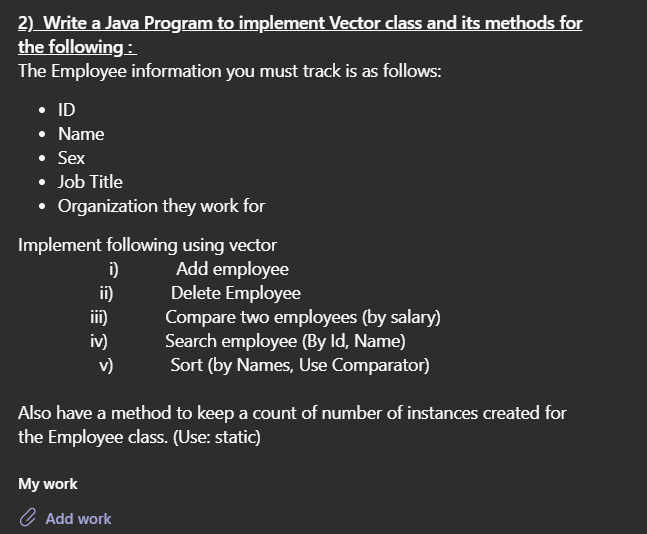 2) Write a Java Program to implement Vector class and its methods for
the following :
The Employee information you must track is as follows:
• ID
• Name
• Sex
• Job Title
• Organization they work for
Implement following using vector
i) Add employee
ii) Delete Employee
iii) Compare two employees (by salary)
iv) Search employee (By Id, Name)
v) Sort (by Names, Use Comparator)
Also have a method to keep a count of number of instances created for
the Employee class. (Use: static)
My work
Add work